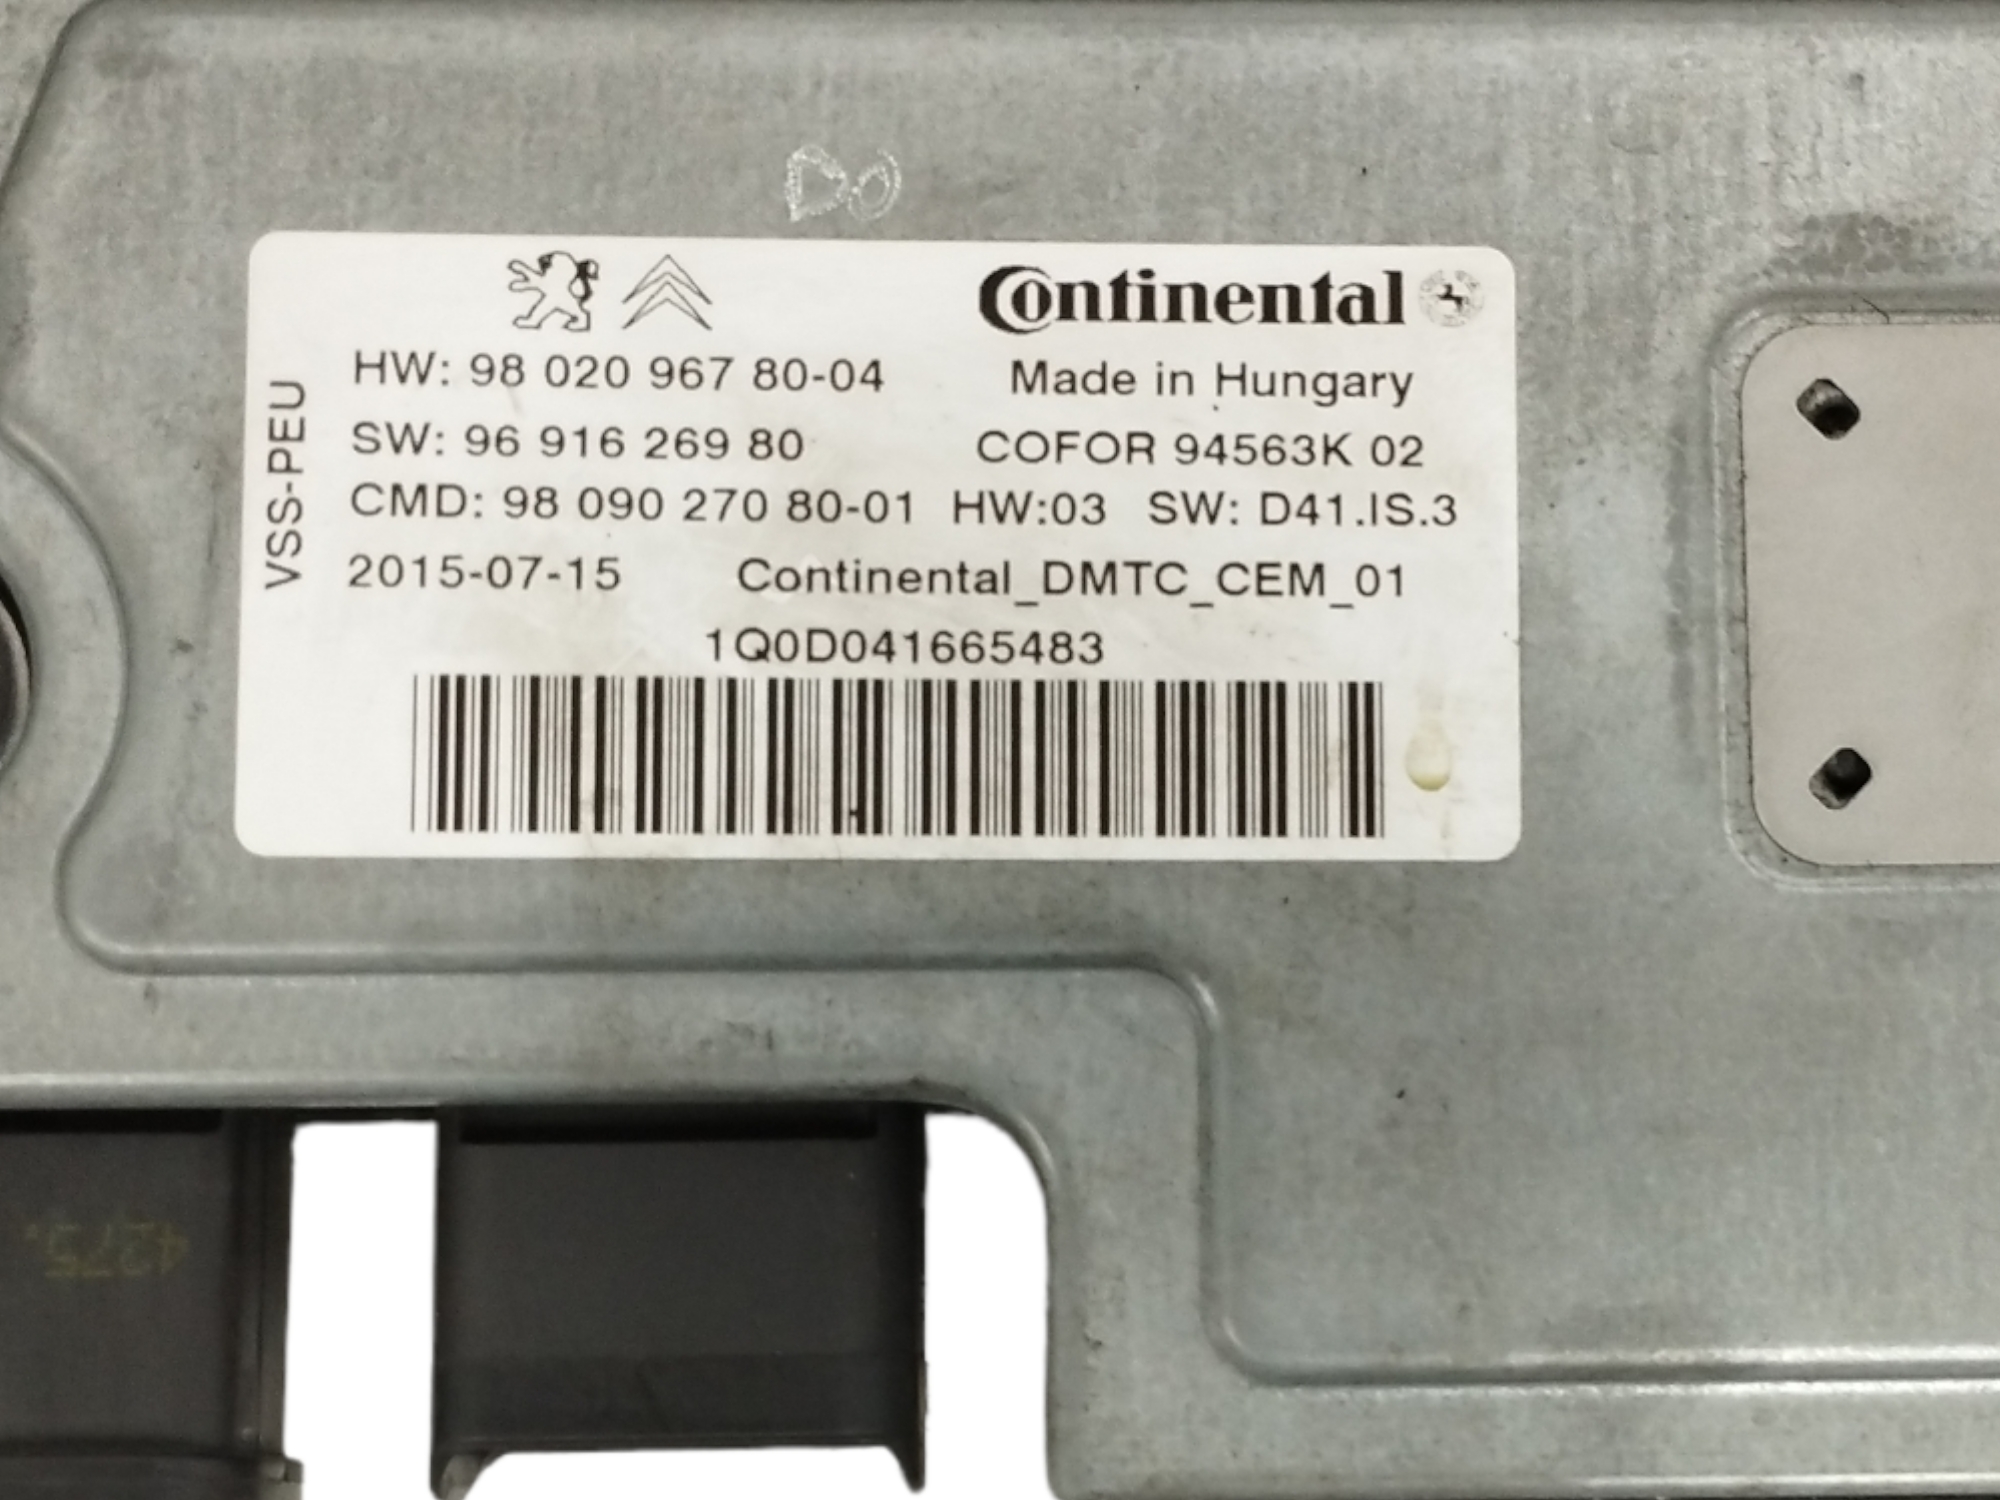 DO
Continental
HW: 98 020 967 80-04
Made in Hungary
SW: 96 916 269 80
COFOR 94563K 02
CMD: 98 090 270 80-01 HW:03 SW: D41.IS.3
2015-07-15 Continental_DMTC_CEM_01
1Q0D041665483
VSS-PEU